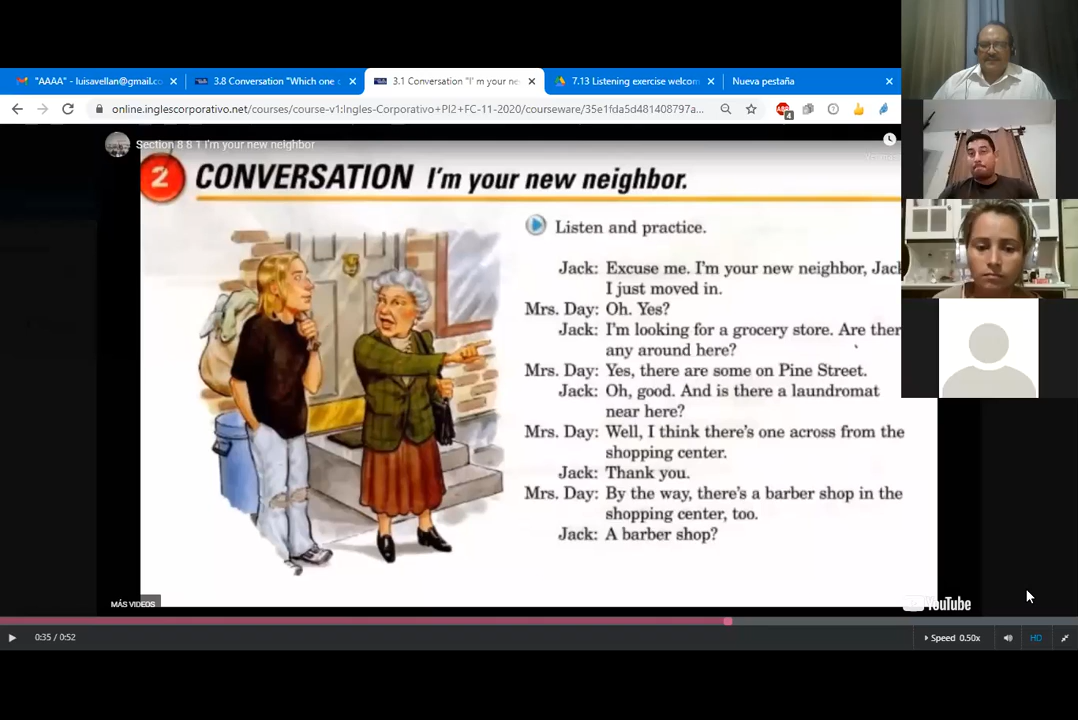 "AAAA" - luisavellan@gmail.co
3.8 Conversation "Which one
3.1 Conversation "I' m your ne
7.13 Listening exercise welcom
Nueva pestaña
online.inglescorporativo.net/courses/course-v1:Ingles-Corporativo+PI2+FC-11-2020/courseware/35e1fda5d481408797a...
4
Section 8 8 1 I'm your new neighbor
2 CONVERSATION I'm your new neighbor.
Listen and practice.
Jack: Excuse me. I'm your new neighbor, Jack
I just moved in.
Mrs. Day: Oh. Yes?
Jack: I'm looking for a grocery store. Are ther
any around here?
Mrs. Day: Yes, there are some on Pine Street.
Jack: Oh, good. And is there a laundromat
near here?
Mrs. Day: Well, I think there's one across from the
shopping center.
Jack: Thank you.
Mrs. Day: By the way, there's a barber shop in the
shopping center, too.
Jack: A barber shop?
MÁS VIDEOS
YouTube
0:35 / 0:52
Speed 0.50x
HD